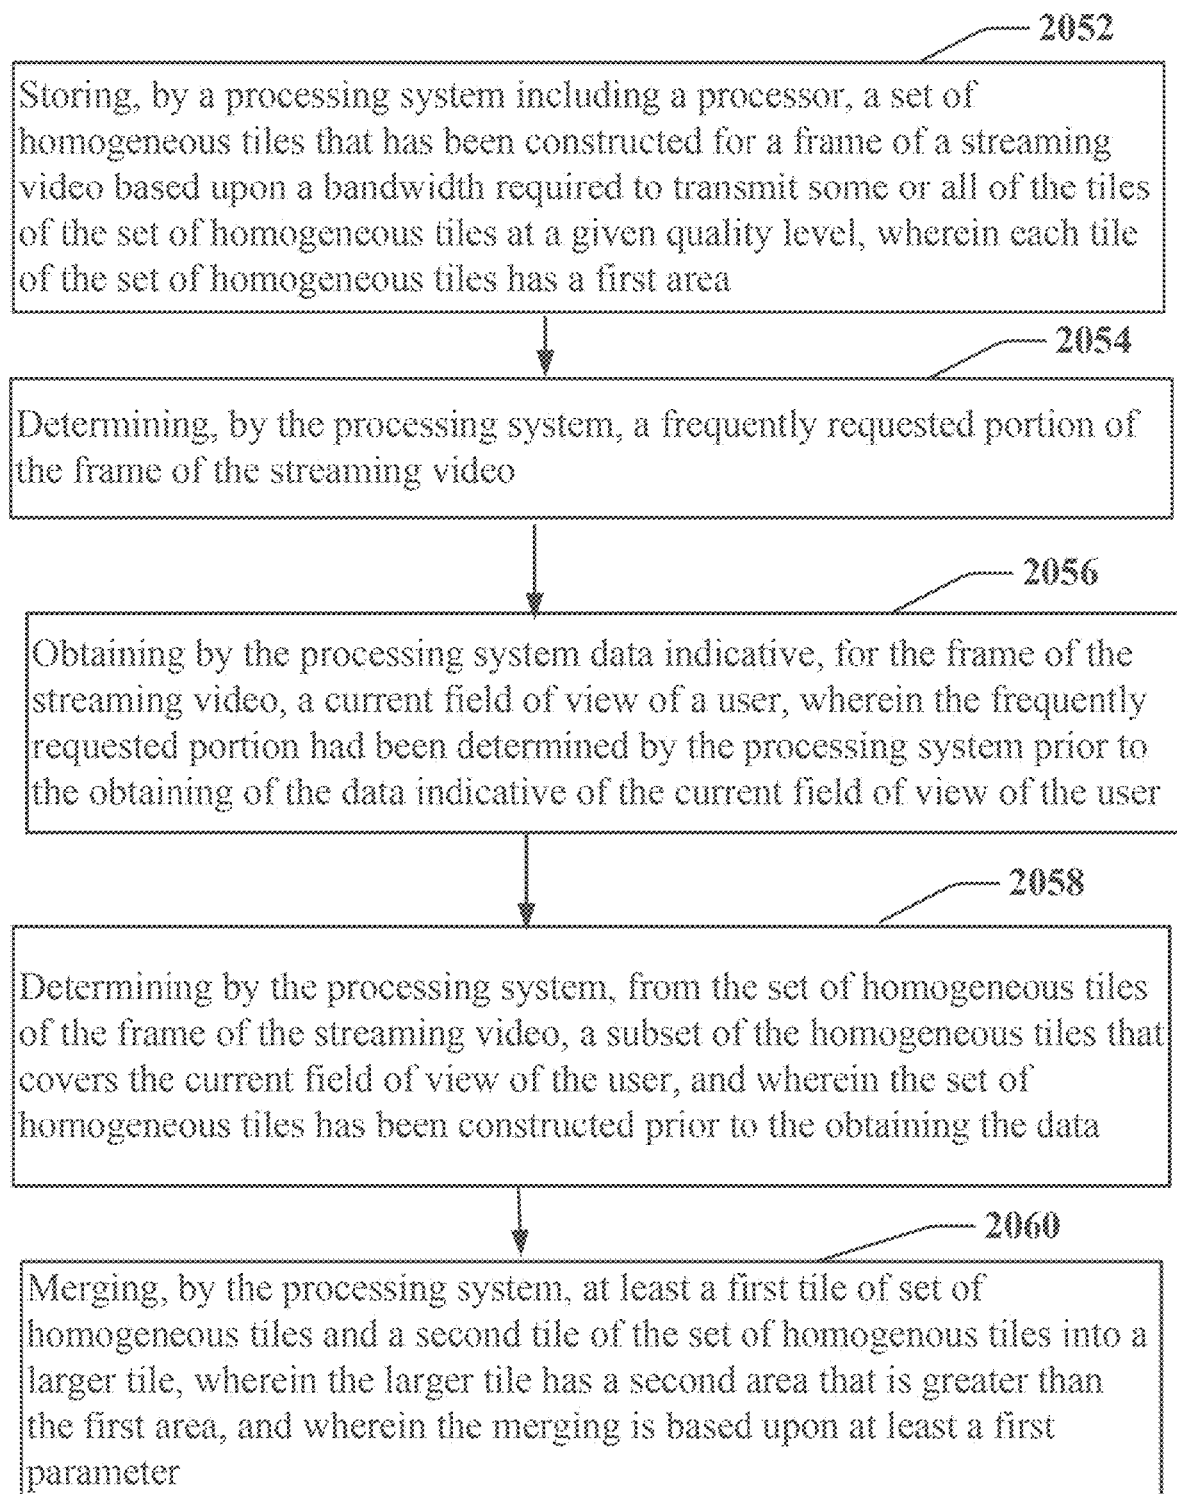 2052
Storing, by a processing system including a processor, a set of
homogeneous tiles that has been constructed for a frame of a streaming
video based upon a bandwidth required to transmit some or all of the tiles
of the set of homogeneous tiles at a given quality level, wherein each tile
of the set of homogeneous tiles has a first area
2054
Determining, by the processing system, a frequently requested portion of
the frame of the streaming video
2056
Obtaining by the processing system data indicative, for the frame of the
streaming video, a current field of view of a user, wherein the frequently
requested portion had been determined by the processing system prior to
the obtaining of the data indicative of the current field of view of the user
2058
Determining by the processing system, from the set of homogeneous tiles
of the frame of the streaming video, a subset of the homogeneous tiles that
covers the current field of view of the user, and wherein the set of
homogeneous tiles has been constructed prior to the obtaining the data
2060
Merging, by the processing system, at least a first tile of set of
homogeneous tiles and a second tile of the set of homogenous tiles into a
larger tile, wherein the larger tile has a second area that is greater than
the first area, and wherein the merging is based upon at least a first
parameter